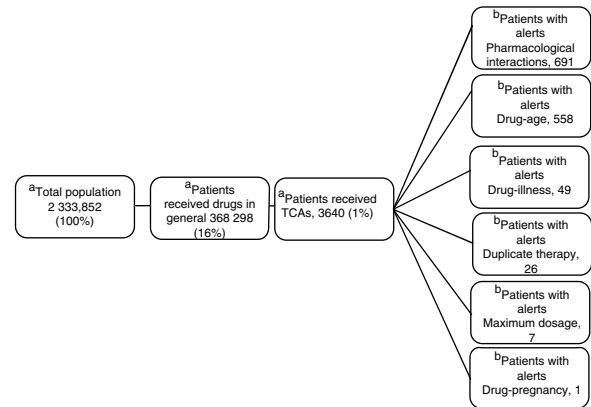 aTotal population
2 333,852
(100%)
aPatients
received drugs in
general 368 298
(16%)
aPatients received
TCAs, 3640 (1%)
bPatients with
alerts
Pharmacological
interactions, 691
bPatients with
alerts
Drug-age, 558
bPatients with
alerts
Drug-illness, 49
bPatients with
alerts
Duplicate therapy,
26
bPatients with
alerts
Maximum dosage,
7
bPatients with
alerts
Drug-pregnancy, 1